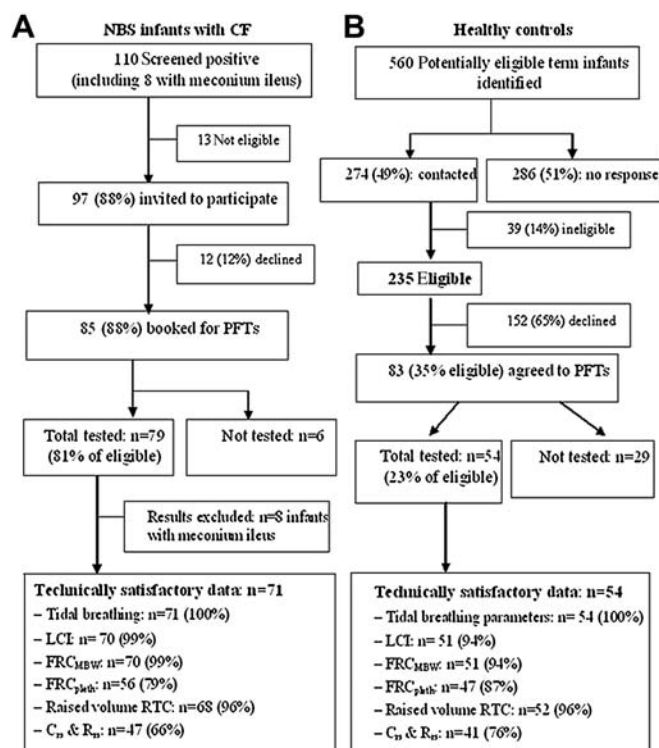 A
NBS infants with CF
110 Screened positive
(including 8 with meconium ileus)
13 Not eligible
97 (88%) invited to participate
12 (12%) declined
85 (88%) booked for PFTs
Total tested: n=79
(81% of eligible)
Not tested: n=6
Results excluded: n=8 infants
with meconium ileus
Technically satisfactory data: n=71
– Tidal breathing: n=71 (100%)
– LCI: n= 70 (99%)
– FRCMBW: n=70 (99%)
– FRCpleth: n=56 (79%)
– Raised volume RTC: n=68 (96%)
– Crs & Rrs: n=47 (66%)
B
Healthy controls
560 Potentially eligible term infants
identified
274 (49%): contacted
286 (51%): no response
39 (14%) ineligible
235 Eligible
152 (65%) declined
83 (35% eligible) agreed to PFTs
Total tested: n=54
(23% of eligible)
Not tested: n=29
Technically satisfactory data: n=54
– Tidal breathing parameters: n= 54 (100%)
– LCI: n= 51 (94%)
– FRCMBW: n=51 (94%)
– FRCpleth: n=47 (87%)
– Raised volume RTC: n=52 (96%)
– Crs & Rrs: n=41 (76%)